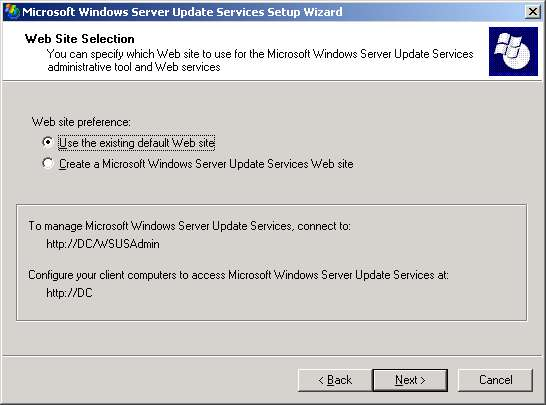 Microsoft Windows Server Update Services Setup Wizard
Web Site Selection
You can specify which Web site to use for the Microsoft Windows Server Update Services
administrative tool and Web services
Web site preference:
Use the existing default Web site
Create a Microsoft Windows Server Update Services Web site
To manage Microsoft Windows Server Update Services, connect to:
http://DC/WSUSAdmin
Configure your client computers to access Microsoft Windows Server Update Services at:
http://DC
< Back Next > Cancel